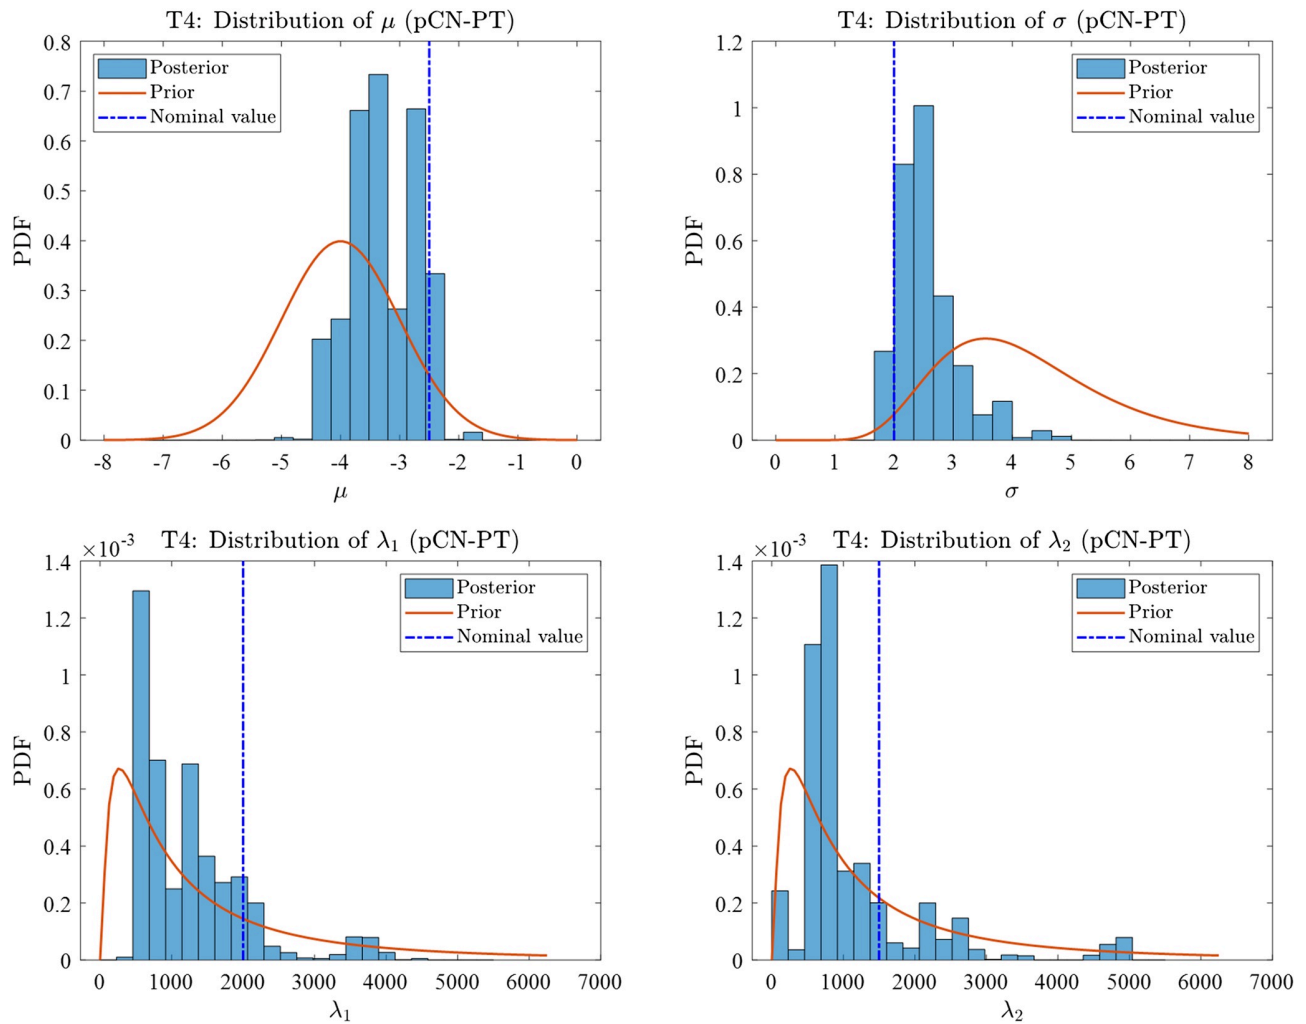 T4: Distribution of μ (pCN-PT)
0.8
0.7
0.6
0.5
0.4
0.3
0.2
0.1
0
PDF
Posterior
Prior
Nominal value
-8 -7 -6 -5 -4 -3 -2 -1 0
μ
T4: Distribution of σ (pCN-PT)
1.2
1
0.8
0.6
0.4
0.2
0
PDF
Posterior
Prior
Nominal value
0 1 2 3 4 5 6 7 8
σ
T4: Distribution of λ₁ (pCN-PT)
×10⁻³
1.4
1.2
1
0.8
0.6
0.4
0.2
0
PDF
Posterior
Prior
Nominal value
0 1000 2000 3000 4000 5000 6000 7000
λ₁
T4: Distribution of λ₂ (pCN-PT)
×10⁻³
1.4
1.2
1
0.8
0.6
0.4
0.2
0
PDF
Posterior
Prior
Nominal value
0 1000 2000 3000 4000 5000 6000 7000
λ₂